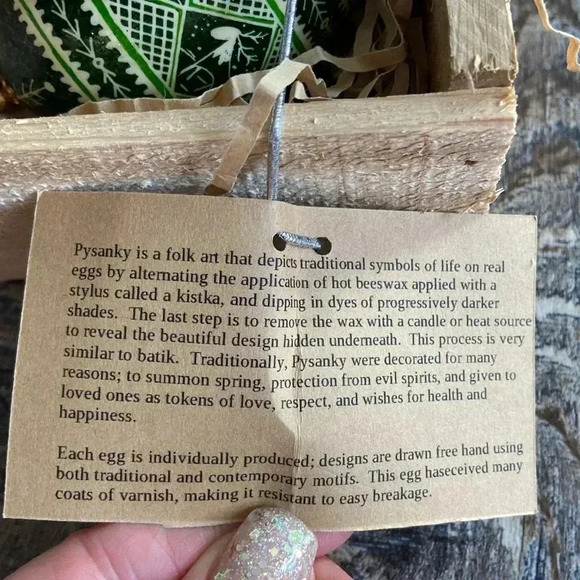 Pysanky is a folk art that depicts traditional symbols of life on real
eggs by alternating the application of hot beeswax applied with a
stylus called a kistka, and dipping in dyes of progressively darker
shades. The last step is to remove the wax with a candle or heat source
to reveal the beautiful design hidden underneath. This process is very
similar to batik. Traditionally, Pysanky were decorated for many
reasons; to summon spring, protection from evil spirits, and given to
loved ones as tokens of love, respect, and wishes for health and
happiness.
Each egg is individually produced; designs are drawn free hand using
both traditional and contemporary motifs. This egg haseceived many
coats of varnish, making it resistant to easy breakage.